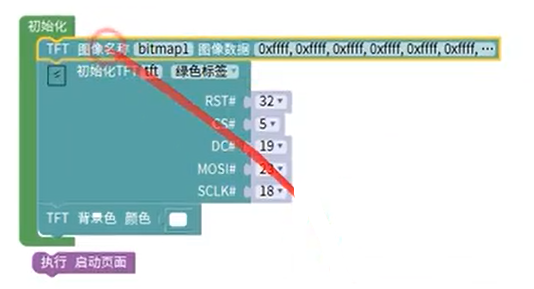 初始化
TFT 图像名称 bitmap1 图像数据 0xffff, 0xffff, 0xffff, 0xffff, 0xffff, 0xffff, ···
初始化TFT tft 绿色标签
RST# 32
CS# 5
DC# 19
MOSI# 23
SCLK# 18
TFT 背景色 颜色
执行 启动页面